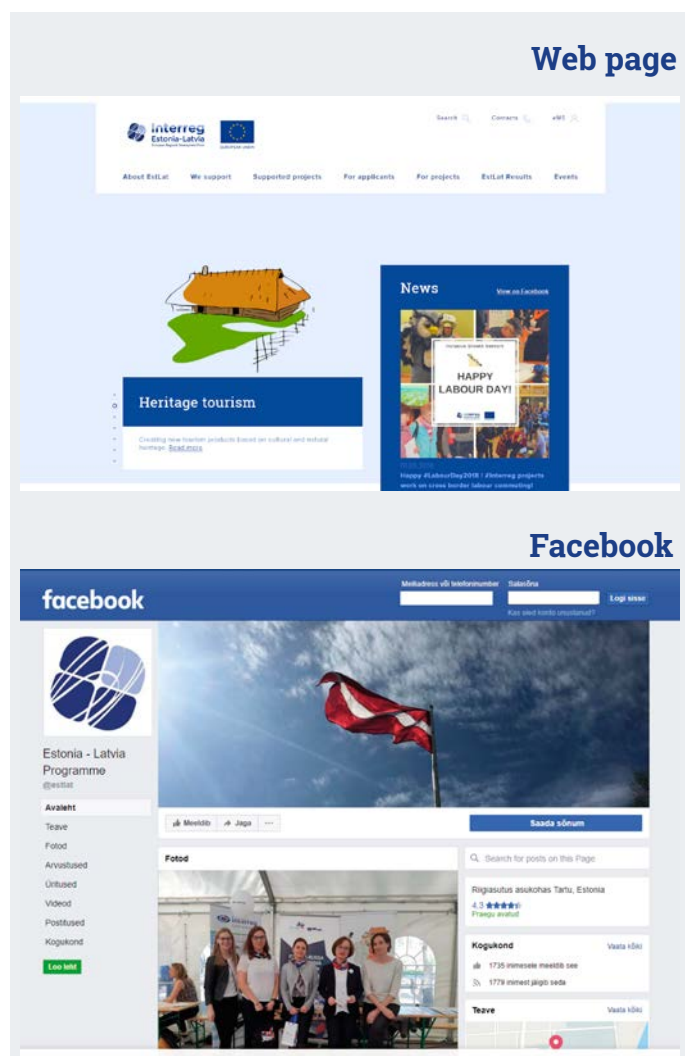 Web page
interreg
Estonia-Latvia
EUROPEAN UNION
Search
Contacts
eMS
About EstLat
We support
Supported projects
For applicants
For projects
EstLat Results
Events
Heritage tourism
Creating new tourism products based on cultural and natural
heritage. Read more
News
View on Facebook
HAPPY
LABOUR DAY!
Happy #LabourDay2018 ! #Interreg projects
work on cross border labour commuting!
Facebook
facebook
Meiliaadress või telefoninumber
Salasõna
Logi sisse
Kas oled konto unustanud?
Estonia - Latvia
Programme
@estlat
Avaleht
Teave
Fotod
Arvustused
Üritused
Videod
Postitused
Kogukond
Loo leht
Meeldib
Jaga
Saada sõnum
Fotod
Search for posts on this Page
Riigiasutus asukohas Tartu, Estonia
4,3
Praegu avatud
Kogukond
Vaata kõiki
1735 inimesele meeldib see
1779 inimest jälgib seda
Teave
Vaata kõiki